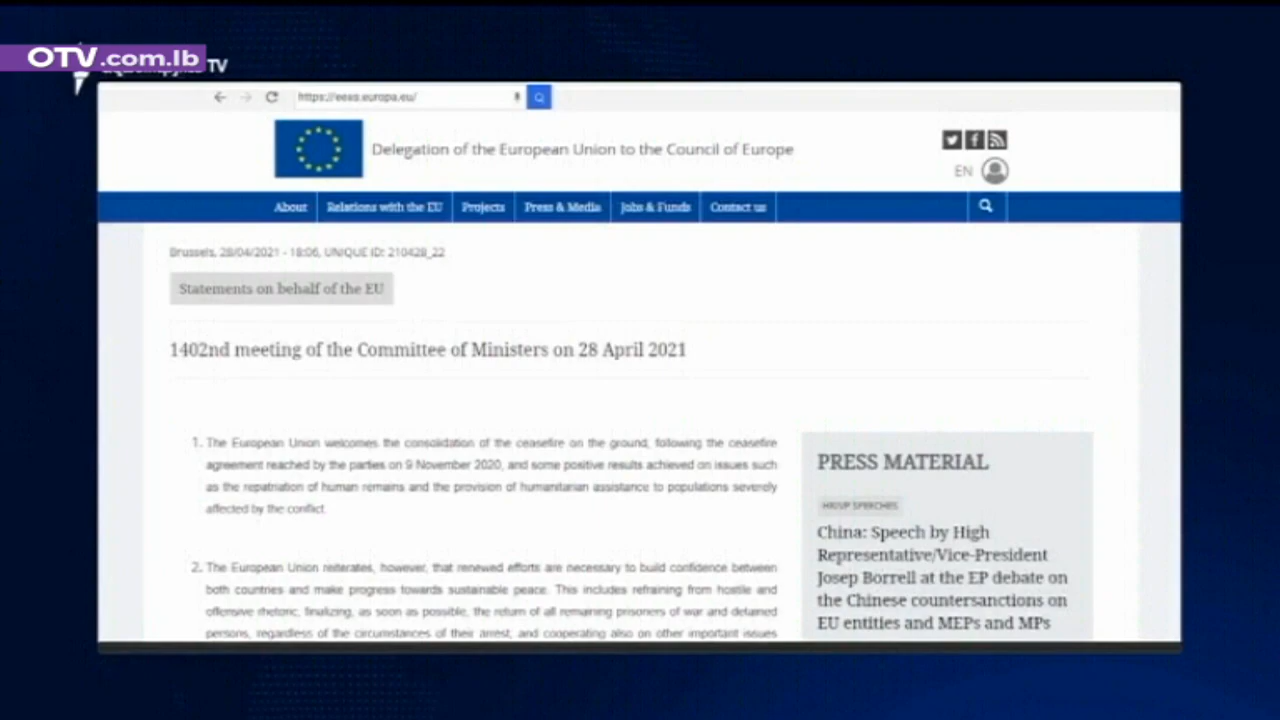 OTV.com.lb
TV
https://eeas.europa.eu/
Delegation of the European Union to the Council of Europe
EN
About
Relations with the EU
Projects
Press & Media
Jobs & Funds
Contact us
Brussels, 28/04/2021 - 18:06, UNIQUE ID: 210428_22
Statements on behalf of the EU
1402nd meeting of the Committee of Ministers on 28 April 2021
1. The European Union welcomes the consolidation of the ceasefire on the ground, following the ceasefire
agreement reached by the parties on 9 November 2020, and some positive results achieved on issues such
as the repatriation of human remains and the provision of humanitarian assistance to populations severely
affected by the conflict.
2. The European Union reiterates, however, that renewed efforts are necessary to build confidence between
both countries and make progress towards sustainable peace. This includes refraining from hostile and
offensive rhetoric, finalizing, as soon as possible, the return of all remaining prisoners of war and detained
persons, regardless of the circumstances of their arrest, and cooperating also on other important issues
PRESS MATERIAL
HR/VP SPEECHES
China: Speech by High
Representative/Vice-President
Josep Borrell at the EP debate on
the Chinese countersanctions on
EU entities and MEPs and MPs